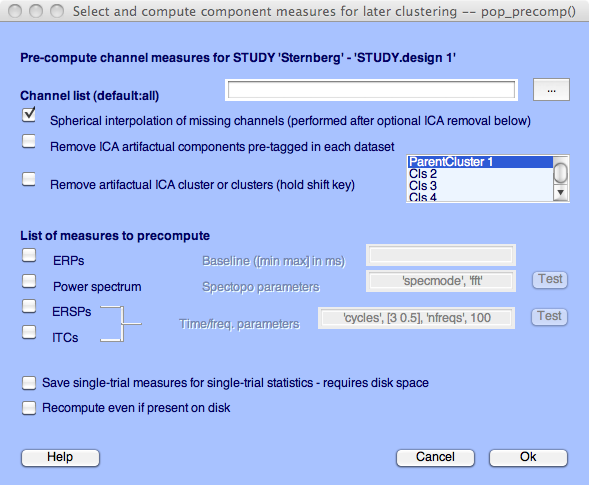 Select and compute component measures for later clustering -- pop_precomp()
Pre-compute channel measures for STUDY 'Sternberg' - 'STUDY.design 1'
Channel list (default:all)
...
Spherical interpolation of missing channels (performed after optional ICA removal below)
Remove ICA artifactual components pre-tagged in each dataset
Remove artifactual ICA cluster or clusters (hold shift key)
ParentCluster 1
Cls 2
Cls 3
Cls 4
List of measures to precompute
ERPs
Baseline ([min max] in ms)
Power spectrum
Spectopo parameters
'specmode', 'fft'
Test
ERSPs
ITCs
Time/freq. parameters
'cycles', [3 0.5], 'nfreqs', 100
Test
Save single-trial measures for single-trial statistics - requires disk space
Recompute even if present on disk
Help
Cancel
Ok